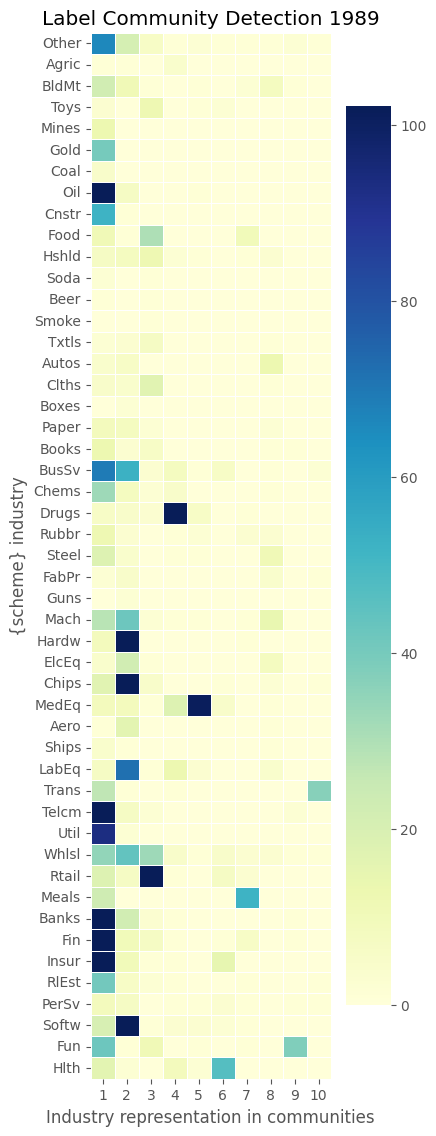 Label Community Detection 1989
Other
Agric
BldMt
Toys
Mines
Gold
Coal
Oil
Cnstr
Food
Hshld
Soda
Beer
Smoke
Txtls
Autos
Clths
Boxes
Paper
Books
BusSv
Chems
Drugs
Rubbr
Steel
FabPr
Guns
Mach
Hardw
ElcEq
Chips
MedEq
Aero
Ships
LabEq
Trans
Telcm
Util
Whlsl
Rtail
Meals
Banks
Fin
Insur
RlEst
PerSv
Softw
Fun
Hlth
{scheme} industry
1 2 3 4 5 6 7 8 9 10
Industry representation in communities
100
80
60
40
20
0